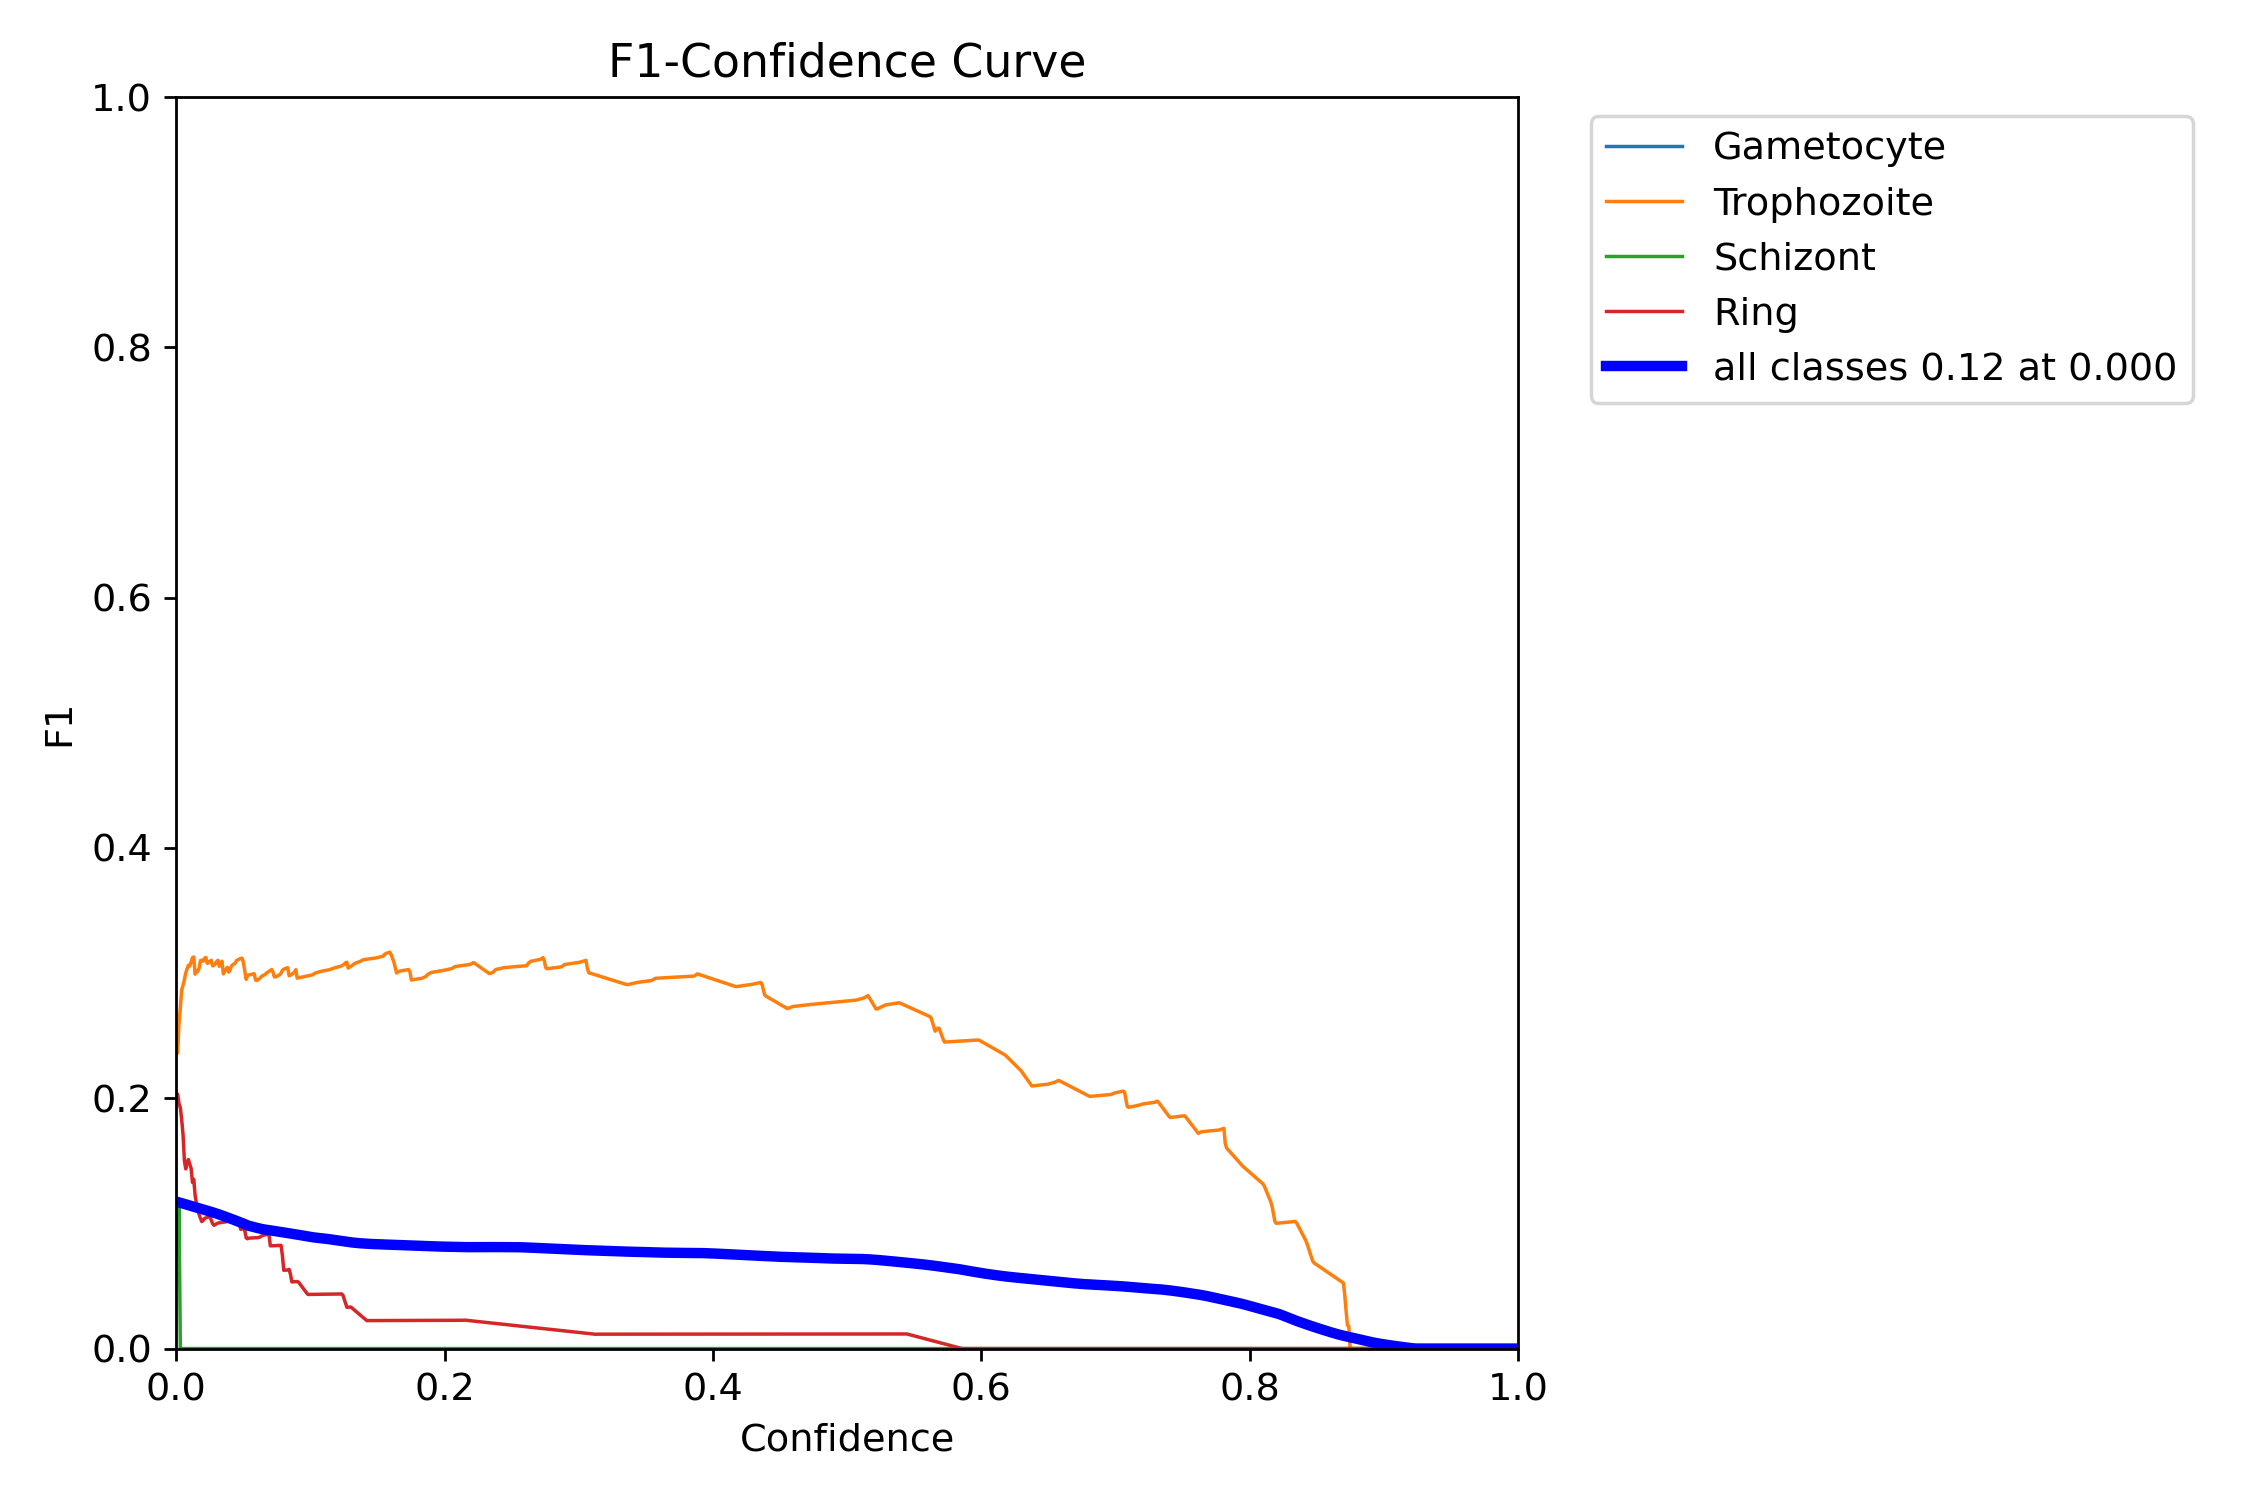 F1-Confidence Curve
1.0
0.8
0.6
0.4
0.2
0.0
F1
0.0 0.2 0.4 0.6 0.8 1.0
Confidence
Gametocyte
Trophozoite
Schizont
Ring
all classes 0.12 at 0.000